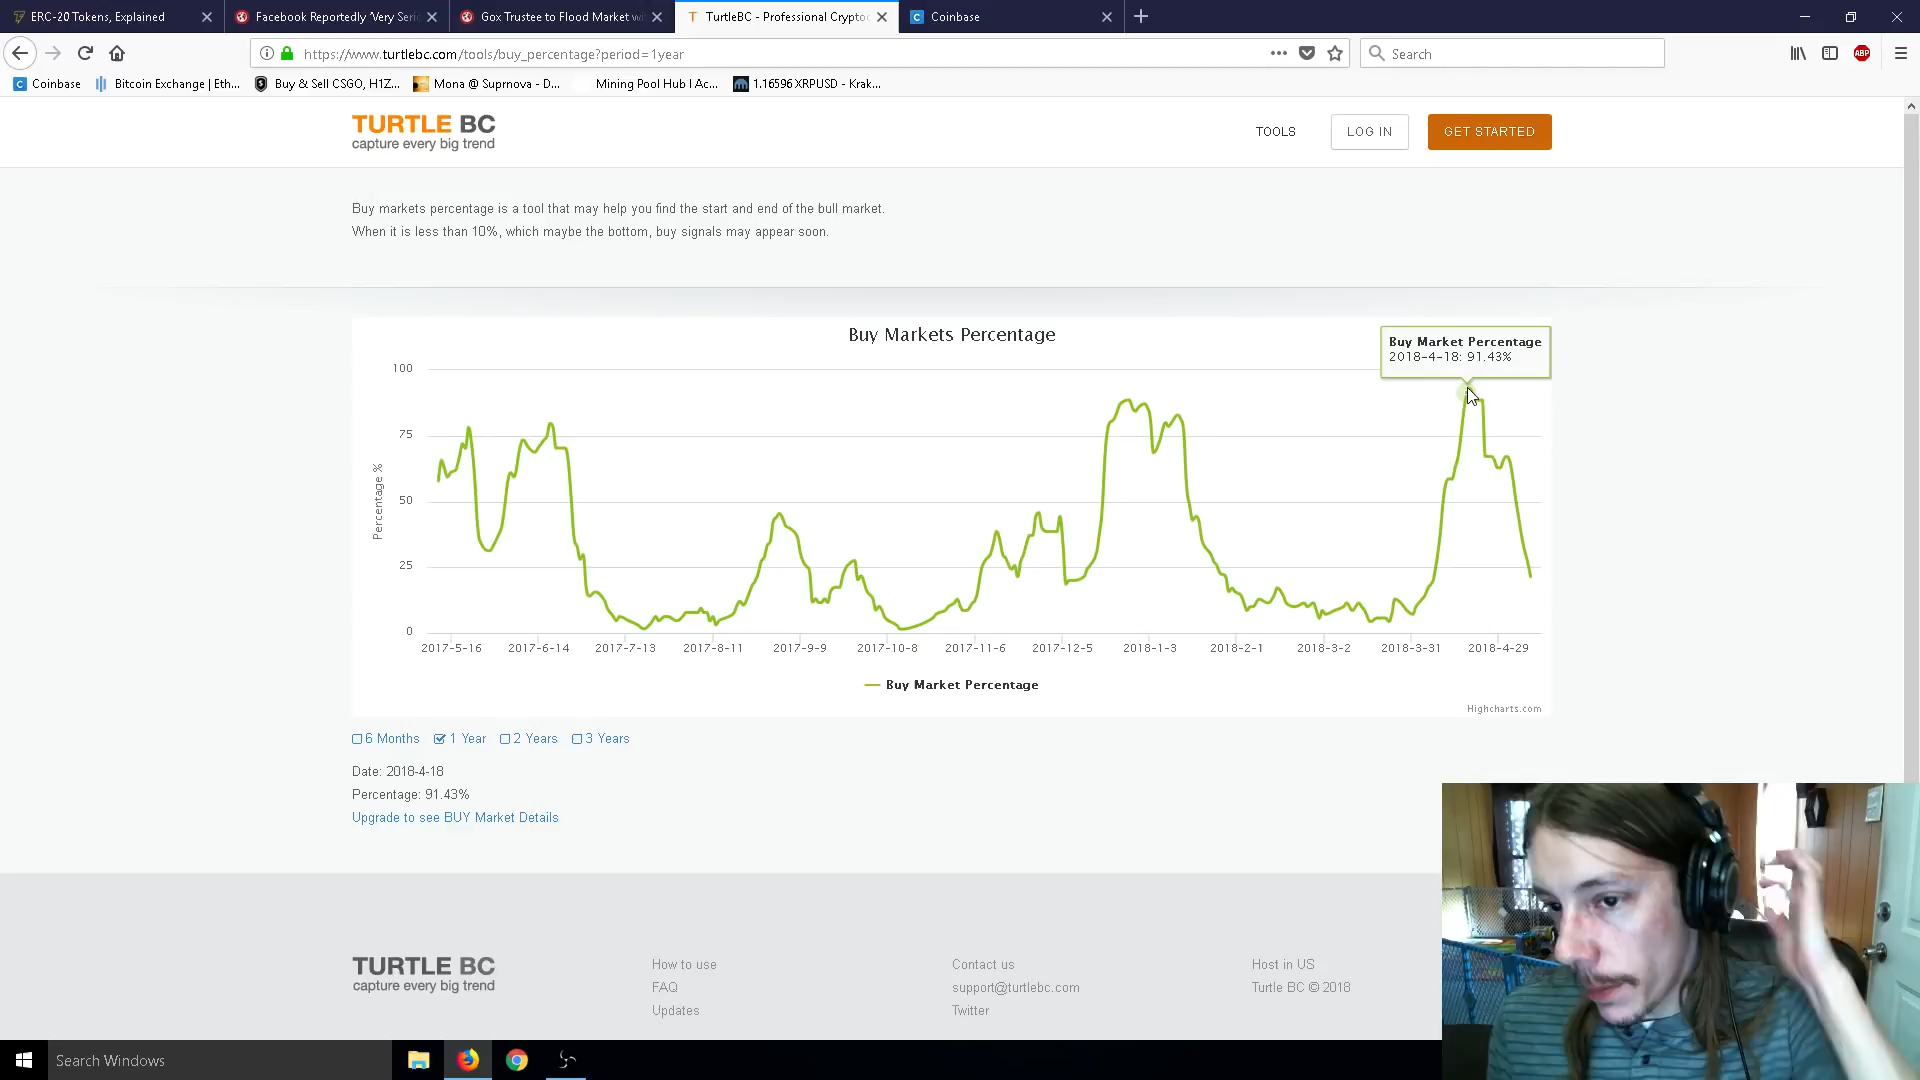 ERC-20 Tokens, Explained
Facebook Reportedly 'Very Seri
Gox Trustee to Flood Market w
TurtleBC - Professional Crypto
Coinbase
https://www.turtlebc.com/tools/buy_percentage?period=1year
Search
ABP
Coinbase
Bitcoin Exchange | Eth...
Buy & Sell CSGO, H1Z...
Mona @ Suprnova - D...
Mining Pool Hub | Ac...
1.16596 XRPUSD - Krak...
TURTLE BC
capture every big trend
TOOLS
LOG IN
GET STARTED
Buy markets percentage is a tool that may help you find the start and end of the bull market.
When it is less than 10%, which maybe the bottom, buy signals may appear soon.
Buy Markets Percentage
Buy Market Percentage
2018-4-18: 91.43%
Percentage %
100
75
50
25
0
2017-5-16
2017-6-14
2017-7-13
2017-8-11
2017-9-9
2017-10-8
2017-11-6
2017-12-5
2018-1-3
2018-2-1
2018-3-2
2018-3-31
2018-4-29
Buy Market Percentage
Highcharts.com
6 Months
1 Year
2 Years
3 Years
Date: 2018-4-18
Percentage: 91.43%
Upgrade to see BUY Market Details
TURTLE BC
capture every big trend
How to use
FAQ
Updates
Contact us
support@turtlebc.com
Twitter
Host in US
Turtle BC © 2018
Search Windows